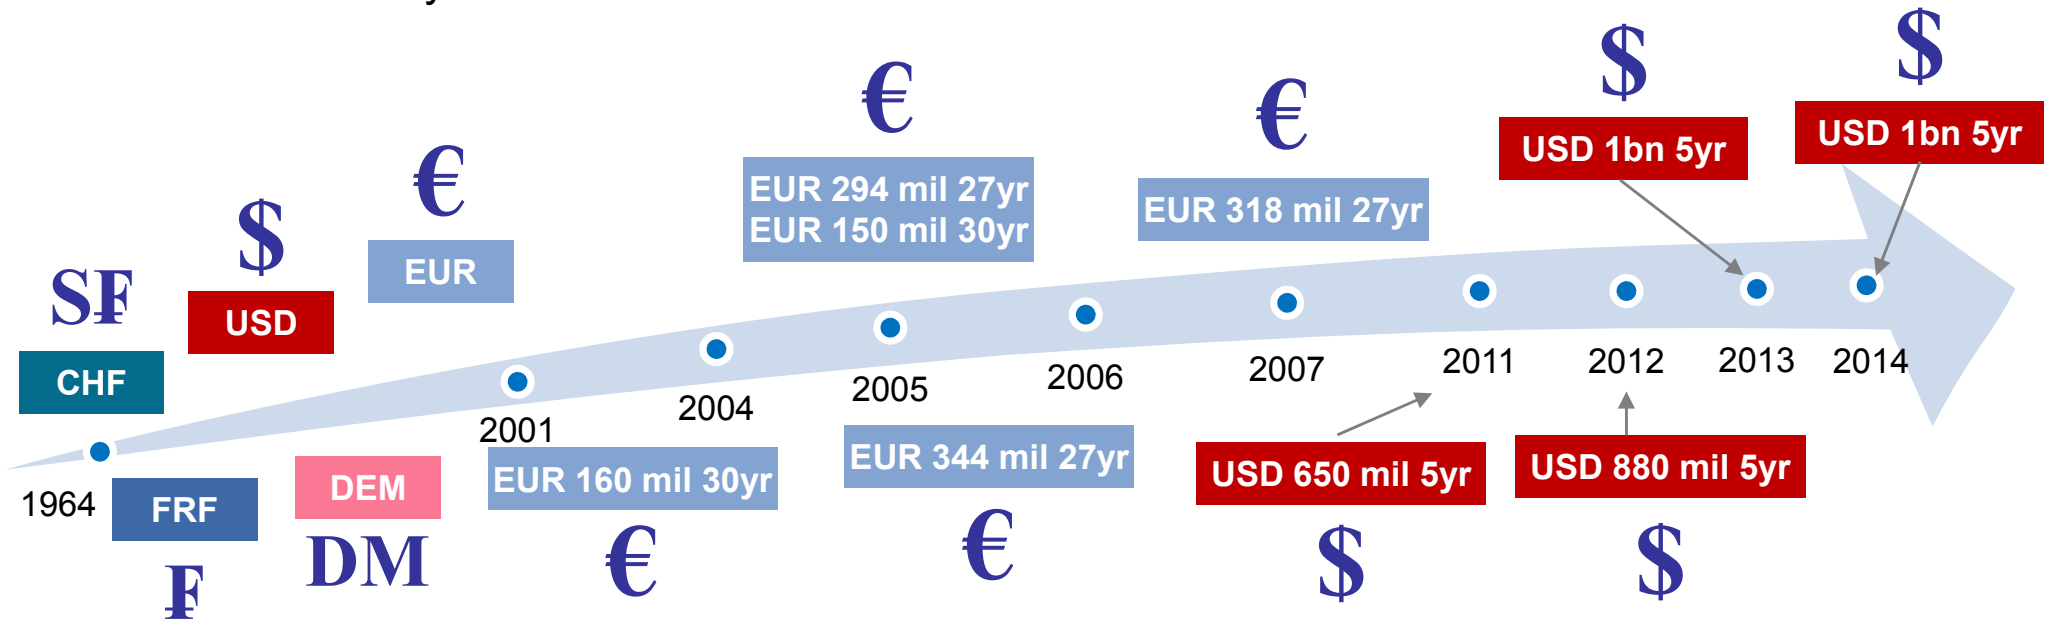 SF
CHF
$
USD
€
EUR
€
EUR 294 mil 27yr
EUR 150 mil 30yr
€
EUR 318 mil 27yr
$
USD 1bn 5yr
$
USD 1bn 5yr
1964
2001
2004
2005
2006
2007
2011
2012
2013
2014
FRF
₣
DEM
DM
EUR 160 mil 30yr
€
EUR 344 mil 27yr
€
USD 650 mil 5yr
$
USD 880 mil 5yr
$